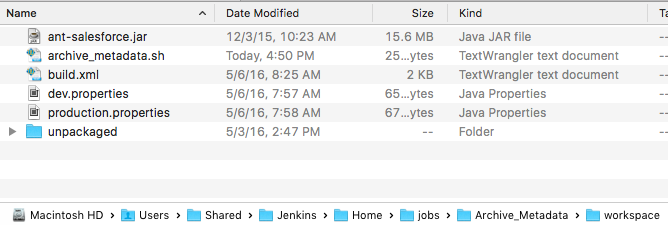 Name Date Modified Size Kind Ta
ant-salesforce.jar 12/3/15, 10:23 AM 15.6 MB Java JAR file --
archive_metadata.sh Today, 4:50 PM 25...ytes TextWrangler text document --
build.xml 5/6/16, 8:25 AM 2 KB TextWrangler text document --
dev.properties 5/6/16, 7:57 AM 65...ytes Java Properties --
production.properties 5/6/16, 7:58 AM 67...ytes Java Properties --
unpackaged 5/3/16, 2:47 PM -- Folder --
Macintosh HD Users Shared Jenkins Home jobs Archive_Metadata workspace